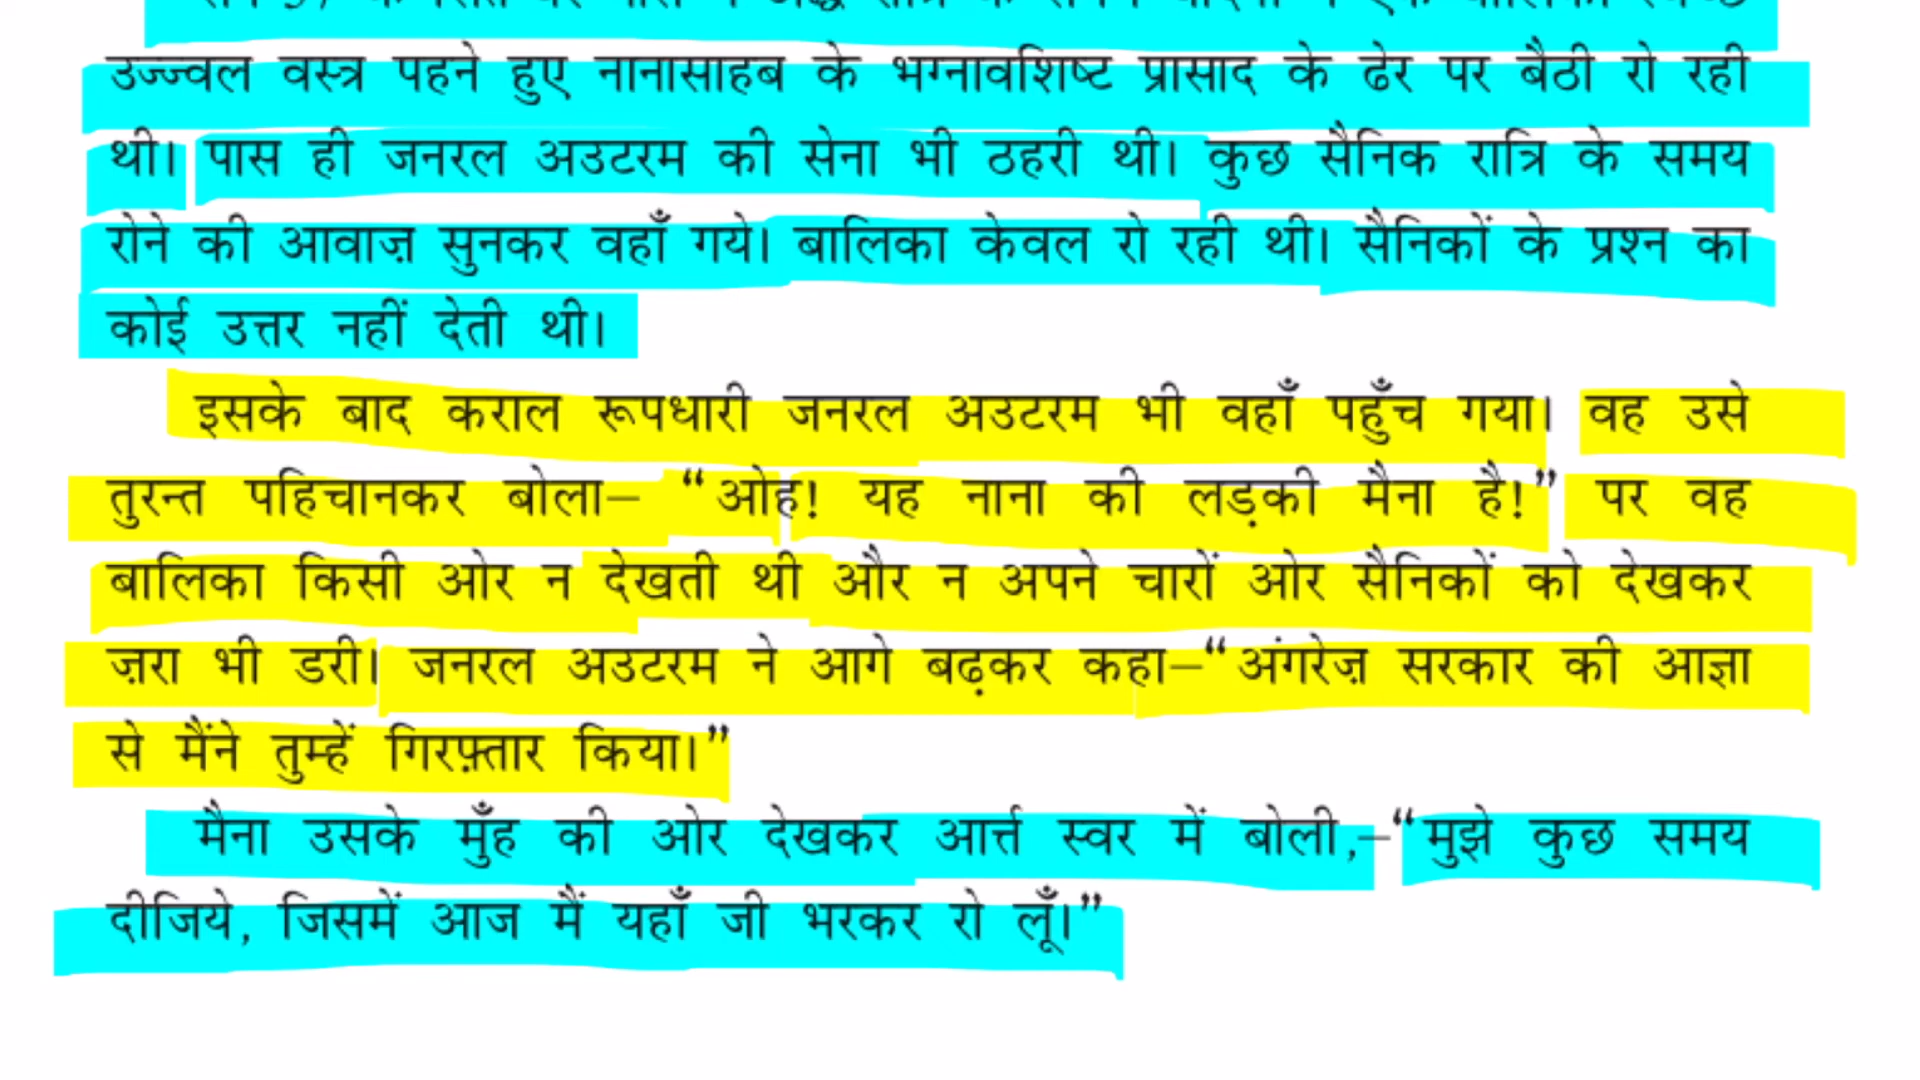 उज्ज्वल वस्त्र पहने हुए नानासाहब के भग्नावशिष्ट प्रासाद के ढेर पर बैठी रो रही
थी। पास ही जनरल अउटरम की सेना भी ठहरी थी। कुछ सैनिक रात्रि के समय
रोने की आवाज़ सुनकर वहाँ गये। बालिका केवल रो रही थी। सैनिकों के प्रश्न का
कोई उत्तर नहीं देती थी।
इसके बाद कराल रूपधारी जनरल अउटरम भी वहाँ पहुँच गया। वह उसे
तुरन्त पहिचानकर बोला— “ओह! यह नाना की लड़की मैना है!” पर वह
बालिका किसी ओर न देखती थी और न अपने चारों ओर सैनिकों को देखकर
ज़रा भी डरी। जनरल अउटरम ने आगे बढ़कर कहा—“अंगरेज़ सरकार की आज्ञा
से मैंने तुम्हें गिरफ़्तार किया।”
मैना उसके मुँह की ओर देखकर आर्त्त स्वर में बोली,—“मुझे कुछ समय
दीजिये, जिसमें आज मैं यहाँ जी भरकर रो लूँ।”